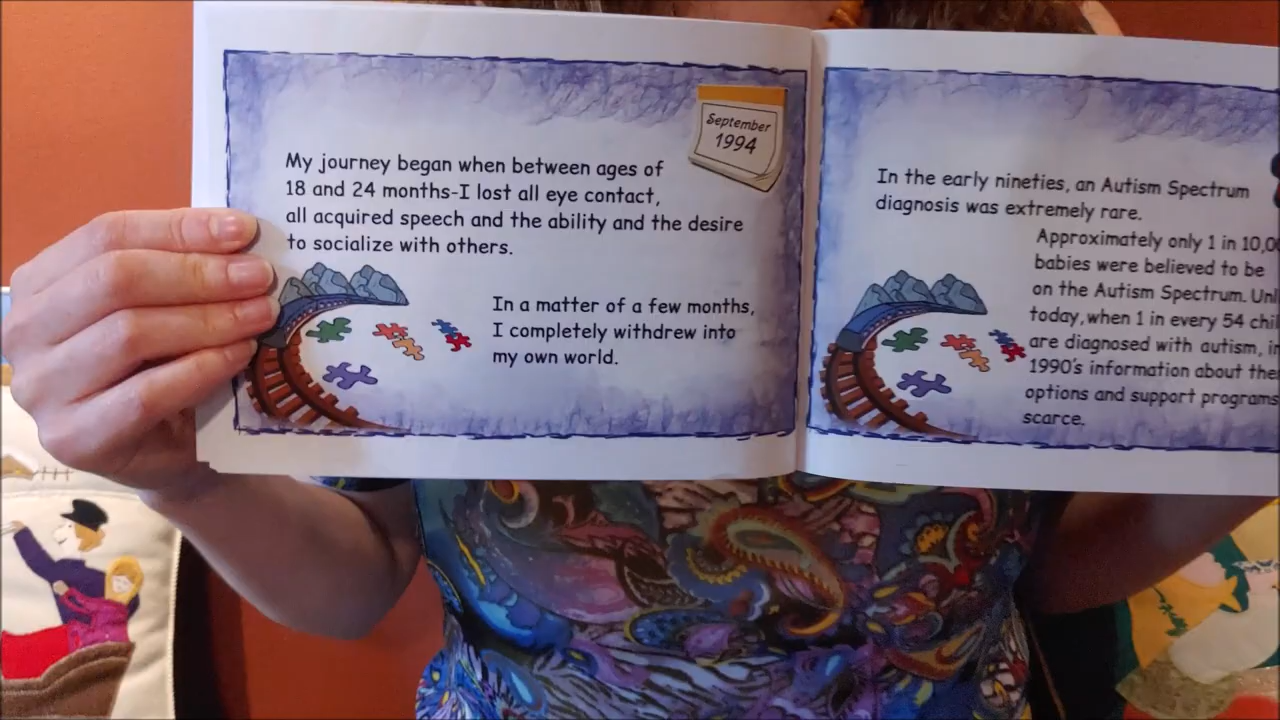 September
1994
My journey began when between ages of
18 and 24 months-I lost all eye contact,
all acquired speech and the ability and the desire
to socialize with others.
In a matter of a few months,
I completely withdrew into
my own world.
In the early nineties, an Autism Spectrum
diagnosis was extremely rare.
Approximately only 1 in
babies were believed to be
on the Autism Spectrum.
today, when 1 in every 54
are diagnosed with autism,
1990's information about
options and support programs
scarce.